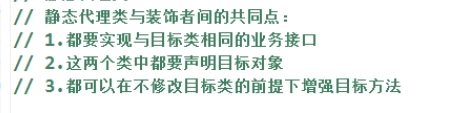 // 静态代理类与装饰者间的共同点：
// 1.都要实现与目标类相同的业务接口
// 2.这两个类中都要声明目标对象
// 3.都可以在不修改目标类的前提下增强目标方法